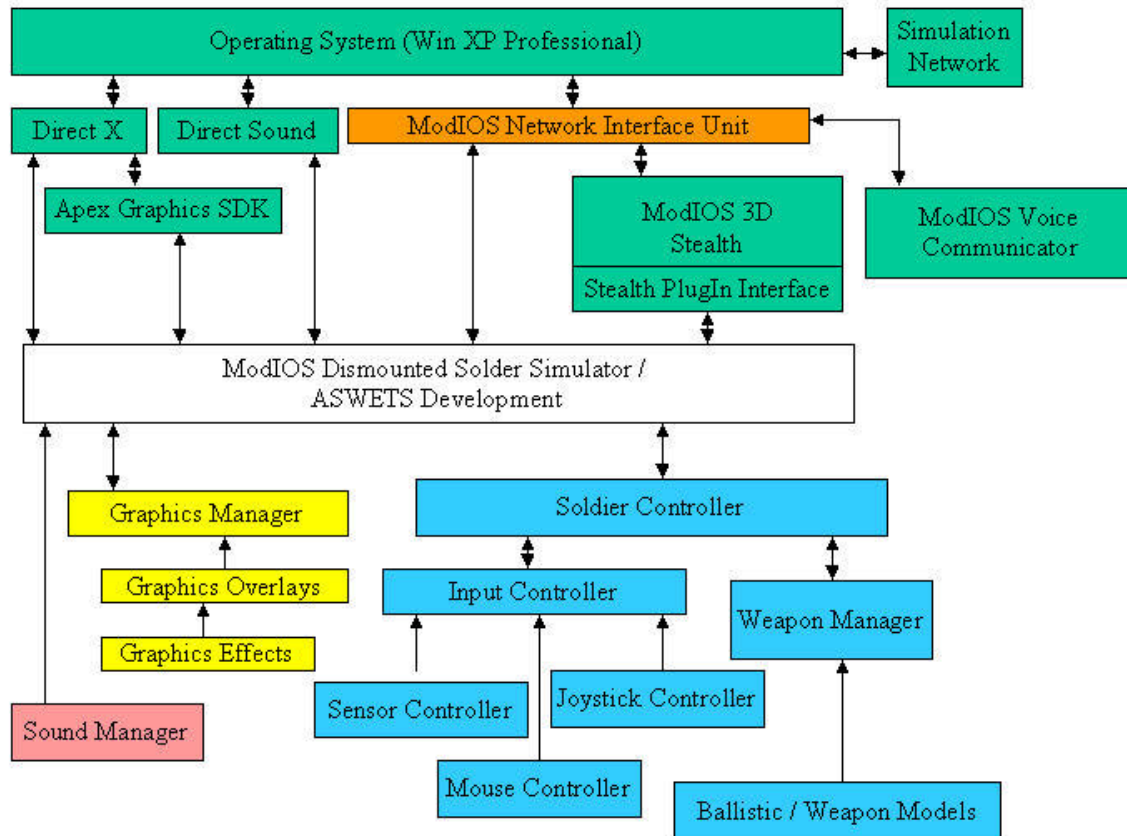 Operating System (Win XP Professional)
Simulation
Network
Direct X
Direct Sound
ModIOS Network Interface Unit
Apex Graphics SDK
ModIOS 3D
Stealth
Stealth PlugIn Interface
ModIOS Voice
Communicator
ModIOS Dismounted Solder Simulator /
ASWETS Development
Graphics Manager
Soldier Controller
Graphics Overlays
Input Controller
Weapon Manager
Graphics Effects
Sensor Controller
Joystick Controller
Sound Manager
Mouse Controller
Ballistic / Weapon Models